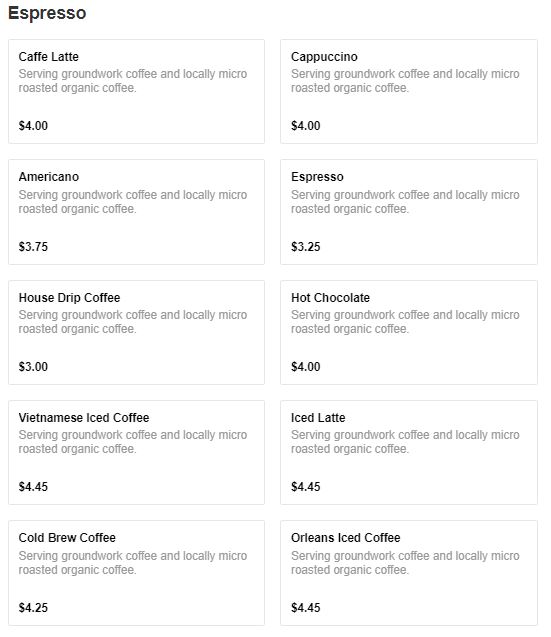 Espresso
Caffe Latte
Serving groundwork coffee and locally micro
roasted organic coffee.
$4.00
Cappuccino
Serving groundwork coffee and locally micro
roasted organic coffee.
$4.00
Americano
Serving groundwork coffee and locally micro
roasted organic coffee.
$3.75
Espresso
Serving groundwork coffee and locally micro
roasted organic coffee.
$3.25
House Drip Coffee
Serving groundwork coffee and locally micro
roasted organic coffee.
$3.00
Hot Chocolate
Serving groundwork coffee and locally micro
roasted organic coffee.
$4.00
Vietnamese Iced Coffee
Serving groundwork coffee and locally micro
roasted organic coffee.
$4.45
Iced Latte
Serving groundwork coffee and locally micro
roasted organic coffee.
$4.45
Cold Brew Coffee
Serving groundwork coffee and locally micro
roasted organic coffee.
$4.25
Orleans Iced Coffee
Serving groundwork coffee and locally micro
roasted organic coffee.
$4.45